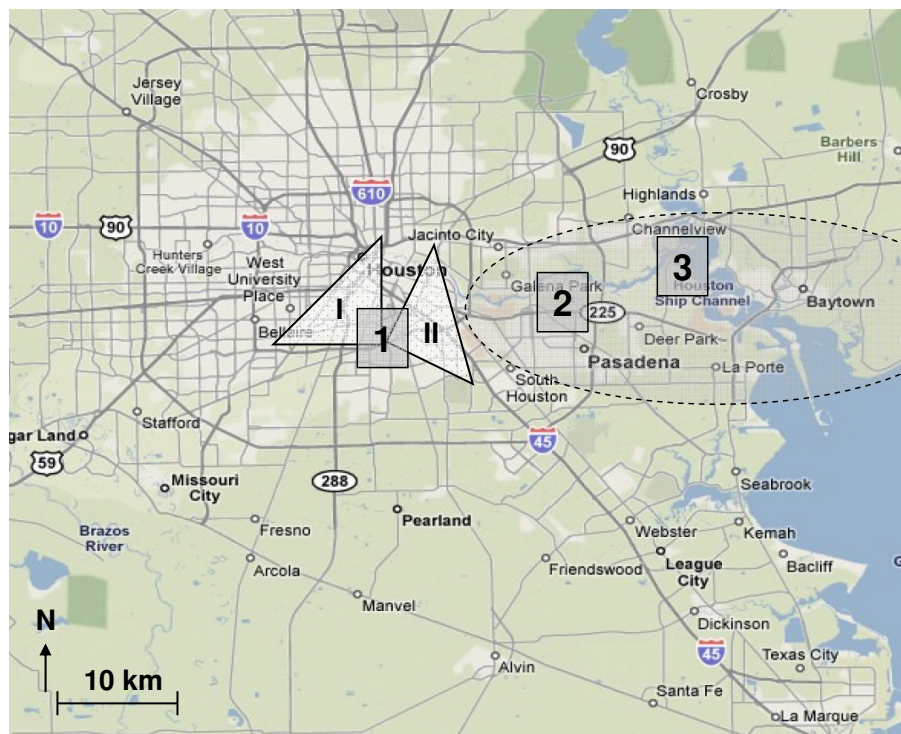 Jersey
Village
Crosby
90
Barbers
Hill
610
Highlands
10
90
10
Channelview
Jacinto City
Hunters
Creek Village
West
University
Place
Houston
3
Galena Park
Houston
Ship Channel
2
225
Baytown
I
Bellaire
1
II
Deer Park
Pasadena
La Porte
South
Houston
Stafford
gar Land
45
59
Missouri
City
288
Seabrook
Pearland
Brazos
River
Fresno
Webster
Kemah
Arcola
Friendswood
League
City
Bacliff
Manvel
N
Dickinson
45
Texas City
10 km
Alvin
Santa Fe
La Marque